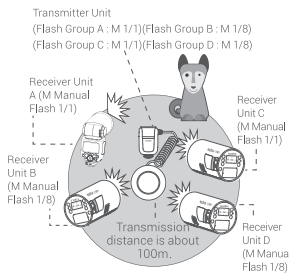 Transmitter Unit
(Flash Group A : M 1/1)(Flash Group B : M 1/8)
(Flash Group C : M 1/1)(Flash Group D : M 1/8)
Receiver Unit
A (M Manual
Flash 1/1)
Receiver
Unit B
(M Manual
Flash 1/8)
Receiver
Unit C
(M Manual
Flash 1/1)
Receiver
Unit D
(M Manua
Flash 1/8)
Transmission
distance is about
100m.